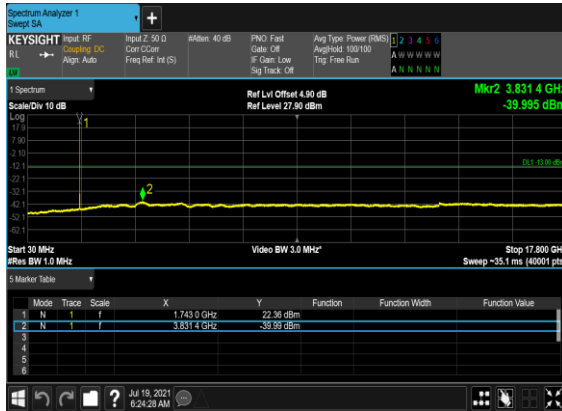 Spectrum Analyzer 1
Swept SA
+
KEYSIGHT Input: RF Input Z: 50 Ω #Atten: 40 dB PNO: Fast Avg Type: Power (RMS) 1 2 3 4 5 6
RL Coupling: DC Corr CCorr Gate: Off Avg|Hold: 100/100 A W W W W W
Align: Auto Freq Ref: Int (S) IF Gain: Low Trig: Free Run
LXI Sig Track: Off A N N N N N
1 Spectrum Ref Lvl Offset 4.90 dB Mkr2 3.831 4 GHz
Scale/Div 10 dB Ref Level 27.90 dBm -39.995 dBm
Log
17.9
7.90
-2.10
-12.1
-22.1
-32.1
-42.1
-52.1
-62.1
1
DL1 -13.00 dBm
2
Start 30 MHz Video BW 3.0 MHz* Stop 17.800 GHz
#Res BW 1.0 MHz Sweep ~35.1 ms (40001 pts)
5 Marker Table
Mode Trace Scale X Y Function Function Width Function Value
1 N 1 f 1.743 0 GHz 22.36 dBm
2 N 1 f 3.831 4 GHz -39.99 dBm
3
4
5
6
? Jul 19, 2021
6:24:28 AM